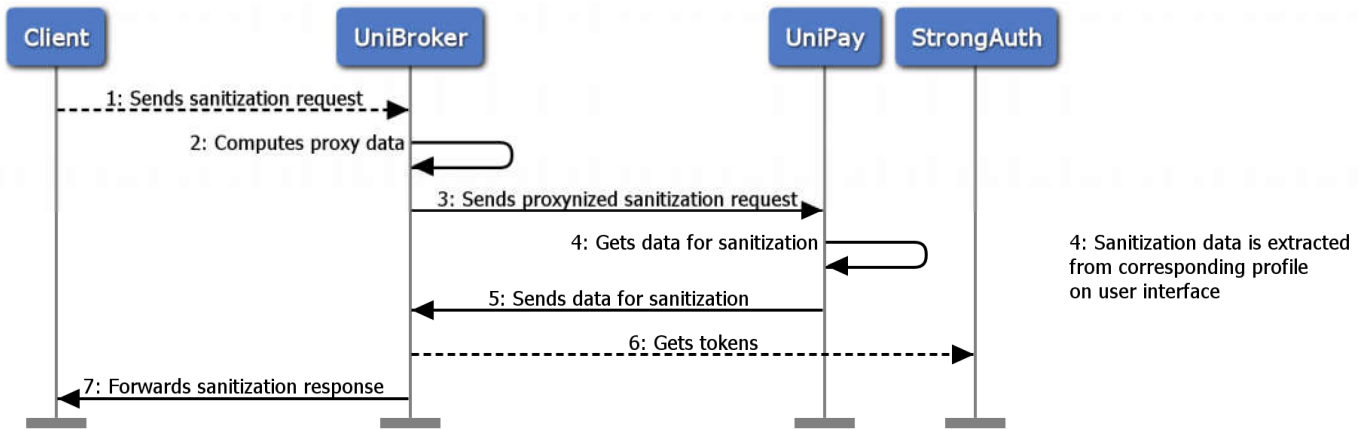 Client
UniBroker
UniPay
StrongAuth
1: Sends sanitization request
2: Computes proxy data
3: Sends proxynized sanitization request
4: Gets data for sanitization
4: Sanitization data is extracted
from corresponding profile
on user interface
5: Sends data for sanitization
6: Gets tokens
7: Forwards sanitization response